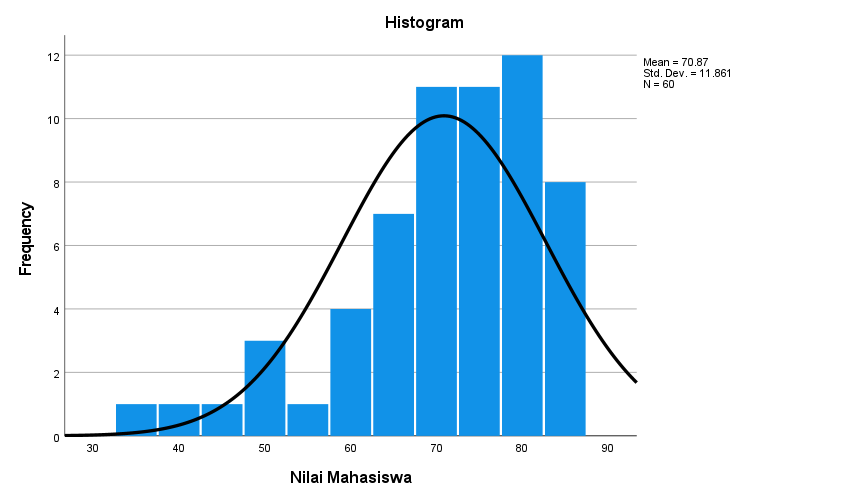 Histogram
Mean = 70.87
Std. Dev. = 11.861
N = 60
Frequency
12
10
8
6
4
2
0
30 40 50 60 70 80 90
Nilai Mahasiswa